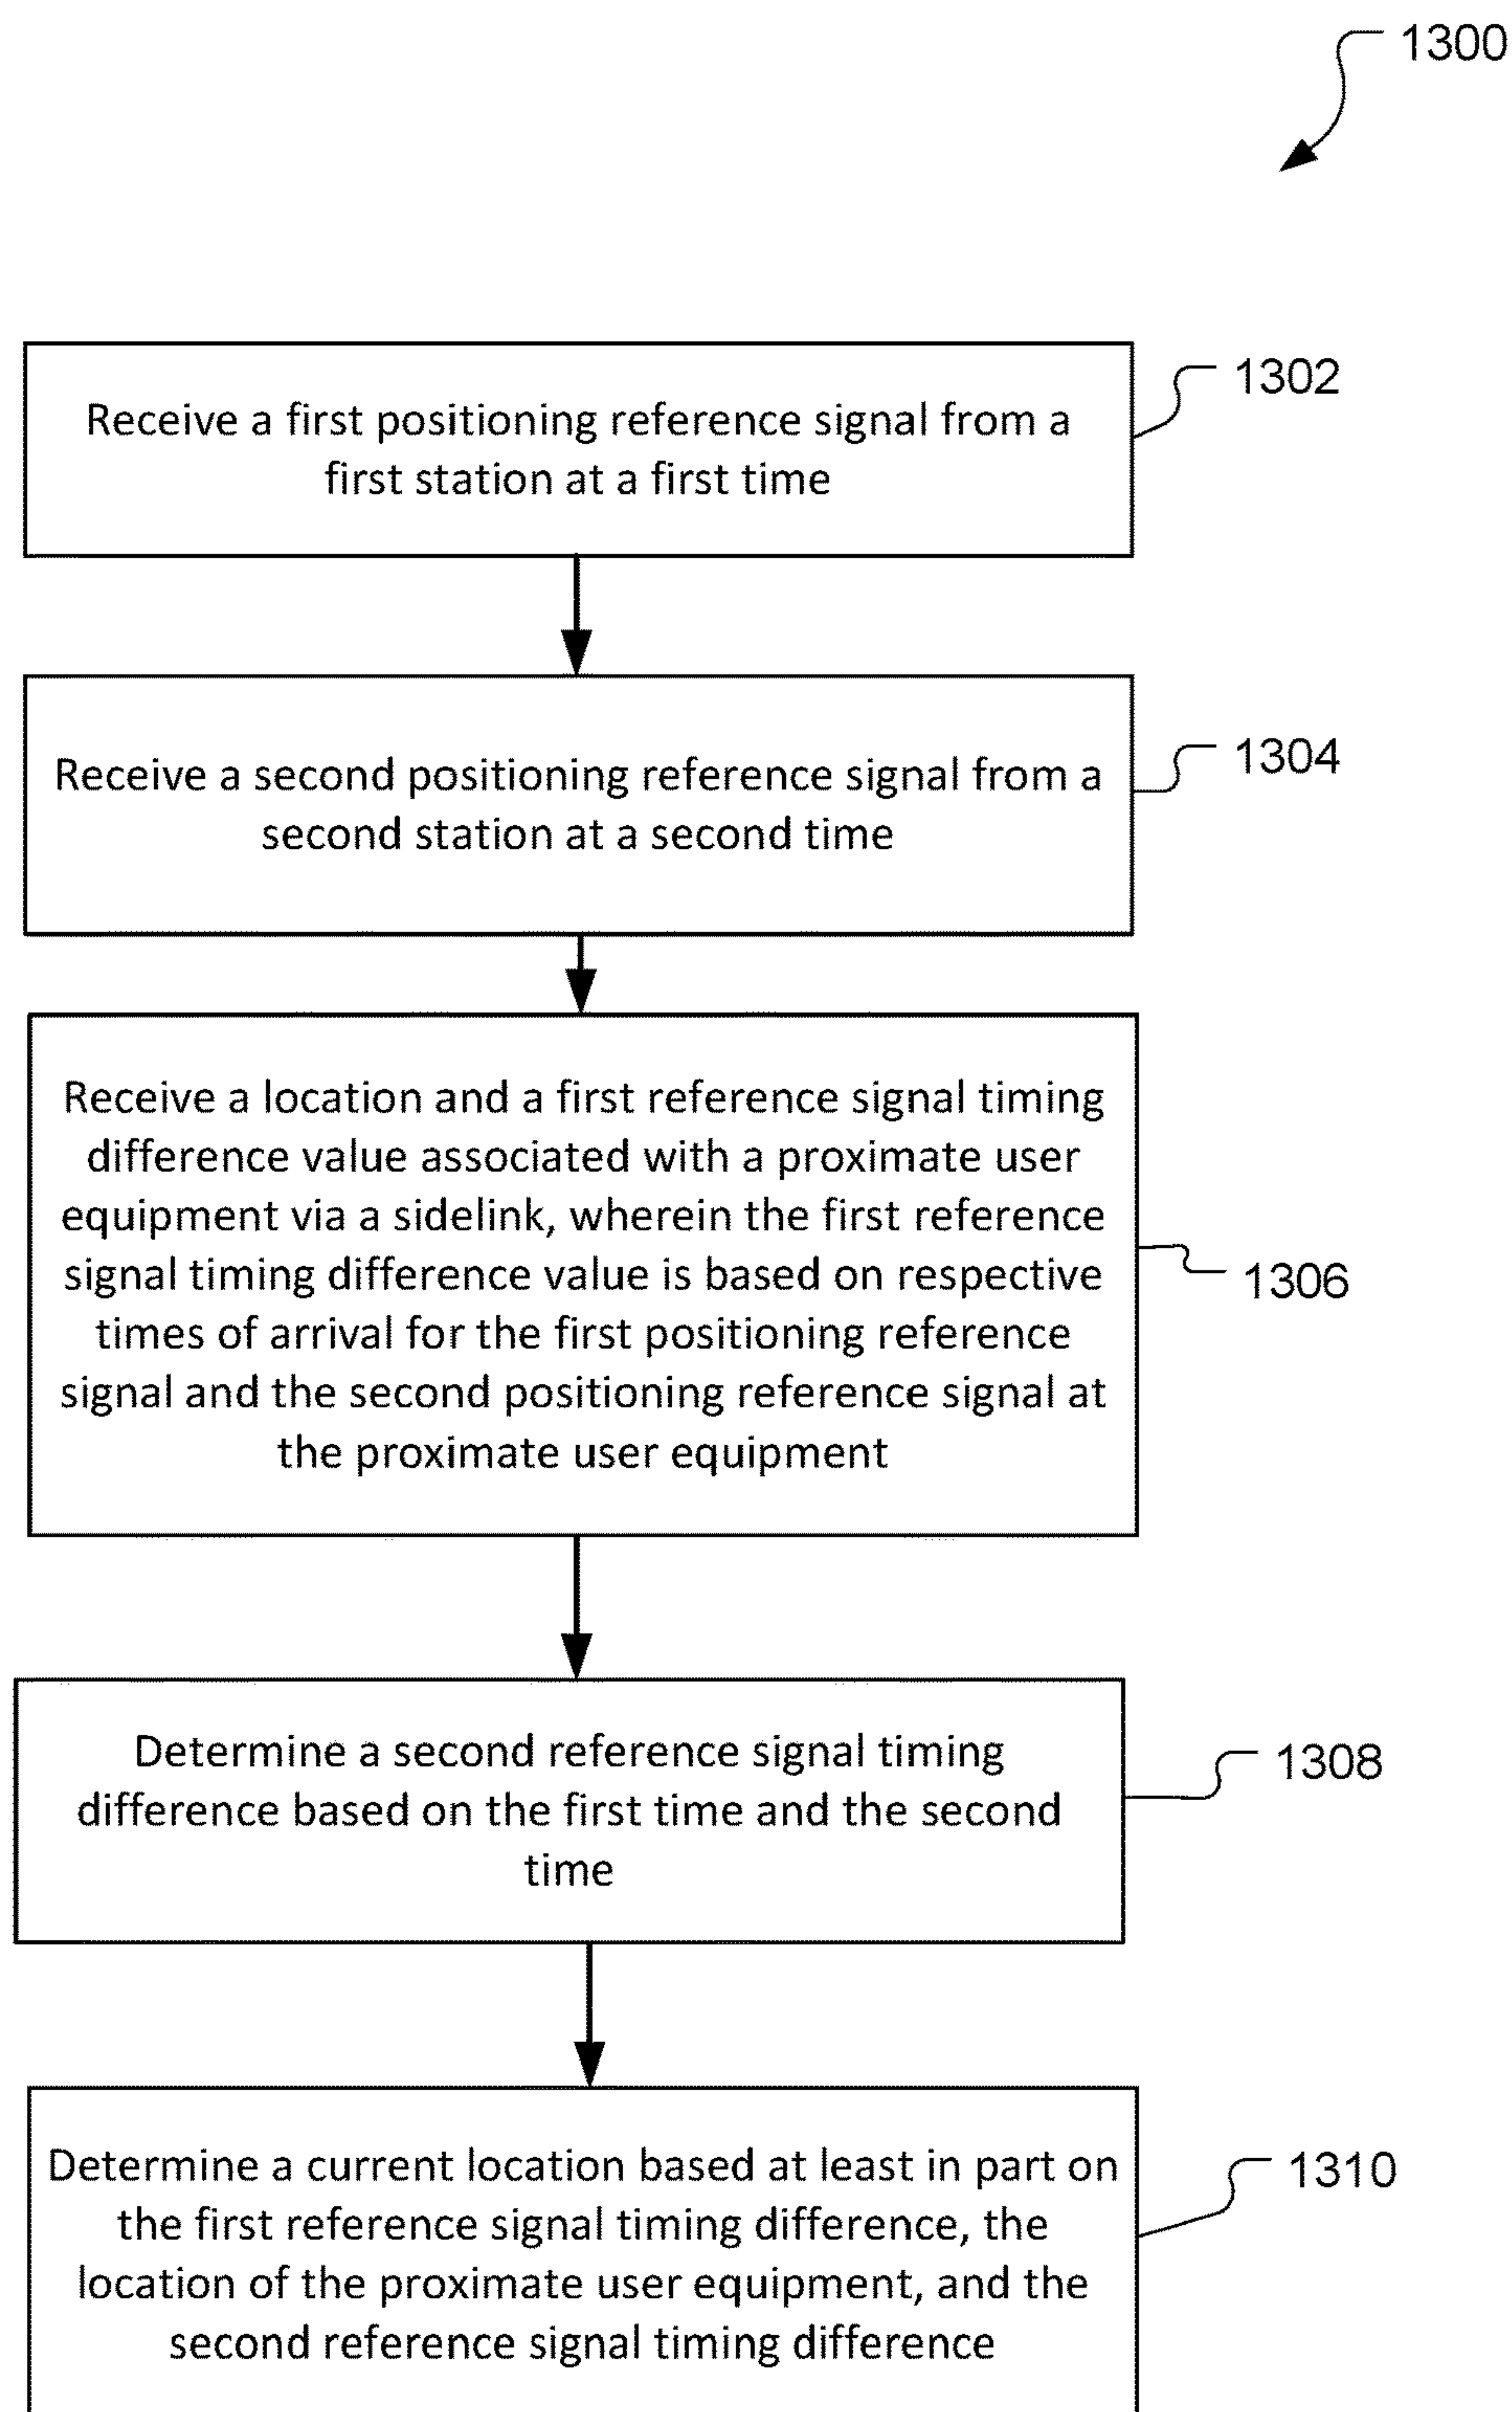 1300
Receive a first positioning reference signal from a
first station at a first time
1302
Receive a second positioning reference signal from a
second station at a second time
1304
Receive a location and a first reference signal timing
difference value associated with a proximate user
equipment via a sidelink, wherein the first reference
signal timing difference value is based on respective
times of arrival for the first positioning reference
signal and the second positioning reference signal at
the proximate user equipment
1306
Determine a second reference signal timing
difference based on the first time and the second
time
1308
Determine a current location based at least in part on
the first reference signal timing difference, the
location of the proximate user equipment, and the
second reference signal timing difference
1310